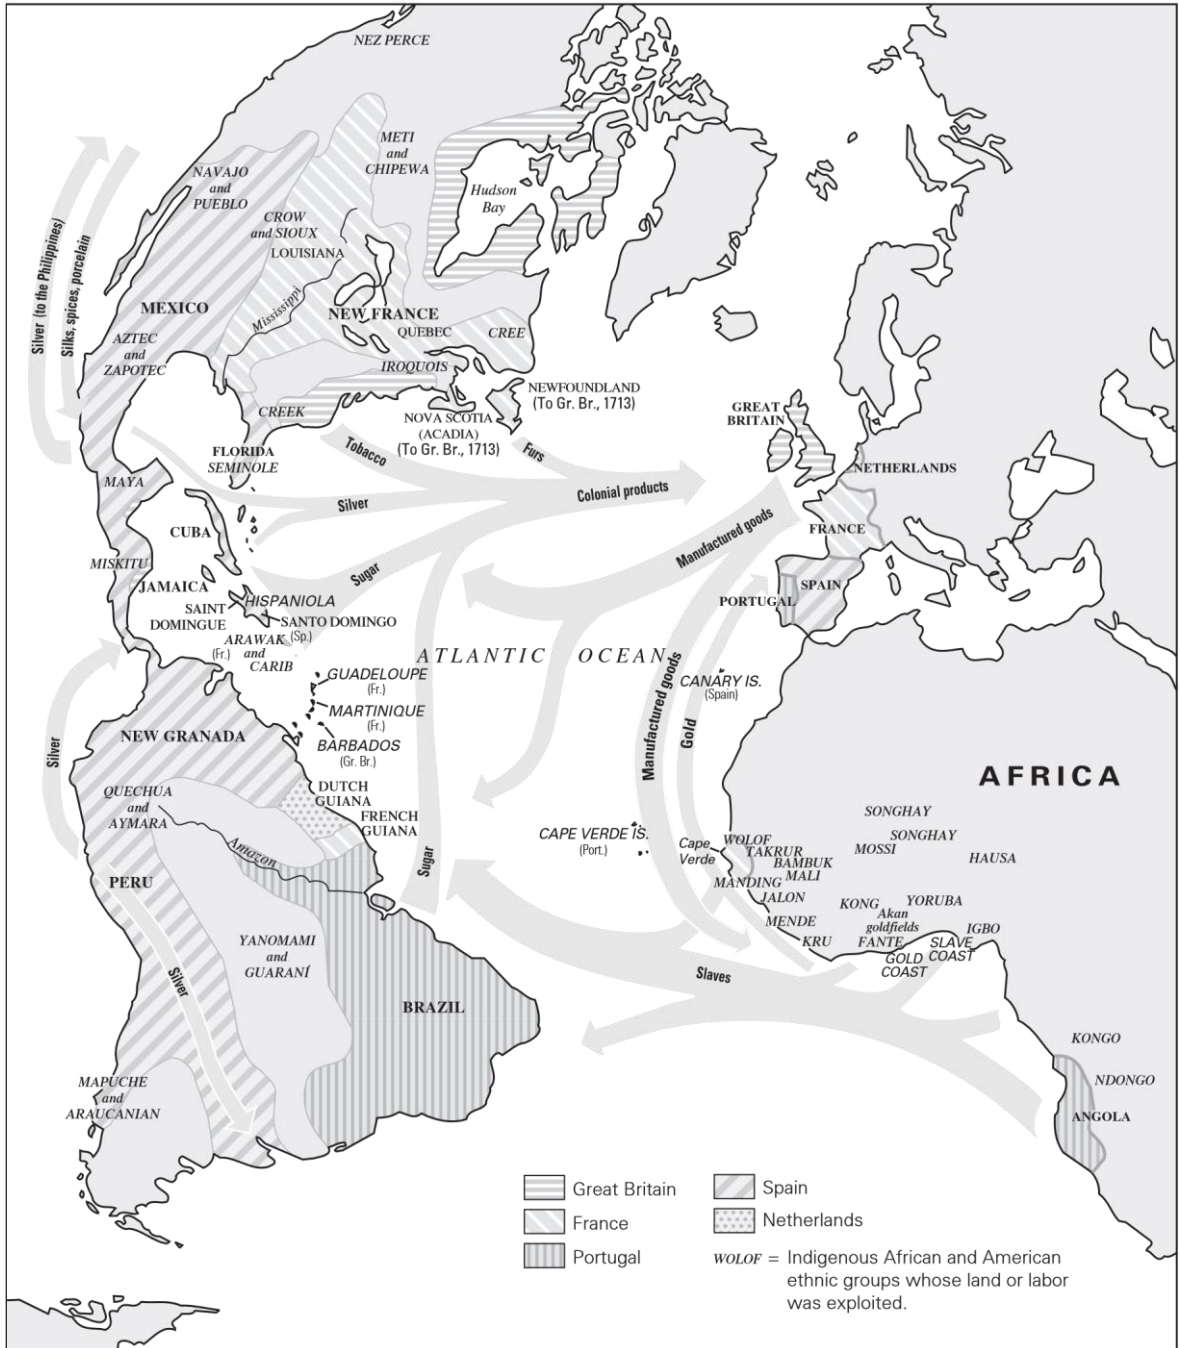 NEZ PERCE
METI
and
CHIPEWA
NAVAJO
and
PUEBLO
Hudson
Bay
CROW
and SIOUX
LOUISIANA
Silver (to the Philippines)
Silks, spices, porcelain
MEXICO
Mississippi
NEW FRANCE
QUEBEC
CREE
AZTEC
and
ZAPOTEC
IROQUOIS
NEWFOUNDLAND
(To Gr. Br., 1713)
CREEK
NOVA SCOTIA
(ACADIA)
(To Gr. Br., 1713)
GREAT
BRITAIN
FLORIDA
SEMINOLE
Tobacco
Furs
NETHERLANDS
MAYA
Silver
Colonial products
Manufactured goods
FRANCE
CUBA
MISKITU
JAMAICA
Sugar
SPAIN
PORTUGAL
HISPANIOLA
SAINT
DOMINGUE
(Fr.)
SANTO DOMINGO
(Sp.)
ARAWAK
and
CARIB
ATLANTIC OCEAN
GUADELOUPE
(Fr.)
MARTINIQUE
(Fr.)
BARBADOS
(Gr. Br.)
CANARY IS.
(Spain)
Manufactured goods
Gold
Silver
NEW GRANADA
DUTCH
GUIANA
FRENCH
GUIANA
QUECHUA
and
AYMARA
Amazon
AFRICA
SONGHAY
SONGHAY
MOSSI
HAUSA
CAPE VERDE IS.
(Port.)
Cape
Verde
WOLOF
TAKRUR
BAMBUK
MALI
MANDING
JALON
MENDE
KRU
KONG
YORUBA
Akan
goldfields
FANTE
IGBO
SLAVE
COAST
GOLD
COAST
Sugar
PERU
YANOMAMI
and
GUARANÍ
Silver
BRAZIL
Slaves
KONGO
NDONGO
ANGOLA
MAPUCHE
and
ARAUCANIAN
Great Britain
France
Portugal
Spain
Netherlands
WOLOF = Indigenous African and American
ethnic groups whose land or labor
was exploited.